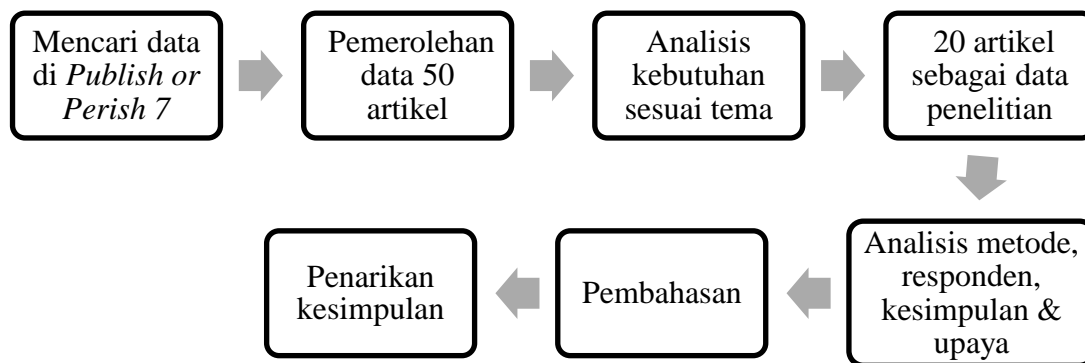 Mencari data
di Publish or
Perish 7
Pemerolehan
data 50
artikel
Analisis
kebutuhan
sesuai tema
20 artikel
sebagai data
penelitian
Analisis metode,
responden,
kesimpulan &
upaya
Pembahasan
Penarikan
kesimpulan